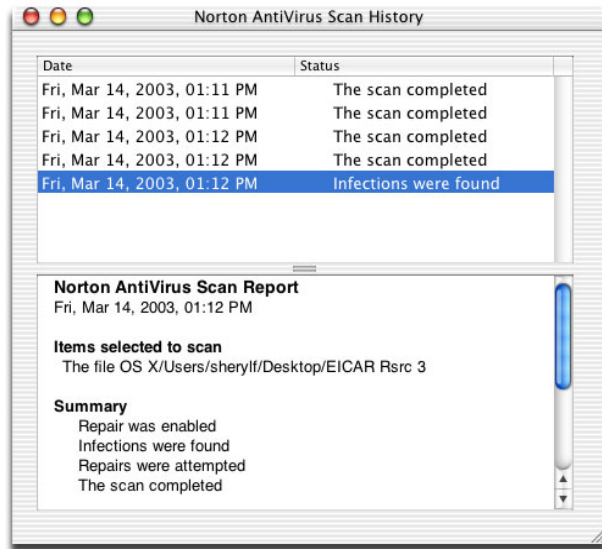 Norton AntiVirus Scan History
Date Status
Fri, Mar 14, 2003, 01:11 PM The scan completed
Fri, Mar 14, 2003, 01:11 PM The scan completed
Fri, Mar 14, 2003, 01:12 PM The scan completed
Fri, Mar 14, 2003, 01:12 PM The scan completed
Fri, Mar 14, 2003, 01:12 PM Infections were found
Norton AntiVirus Scan Report
Fri, Mar 14, 2003, 01:12 PM
Items selected to scan
The file OS X/Users/sherylf/Desktop/EICAR Rsrc 3
Summary
Repair was enabled
Infections were found
Repairs were attempted
The scan completed